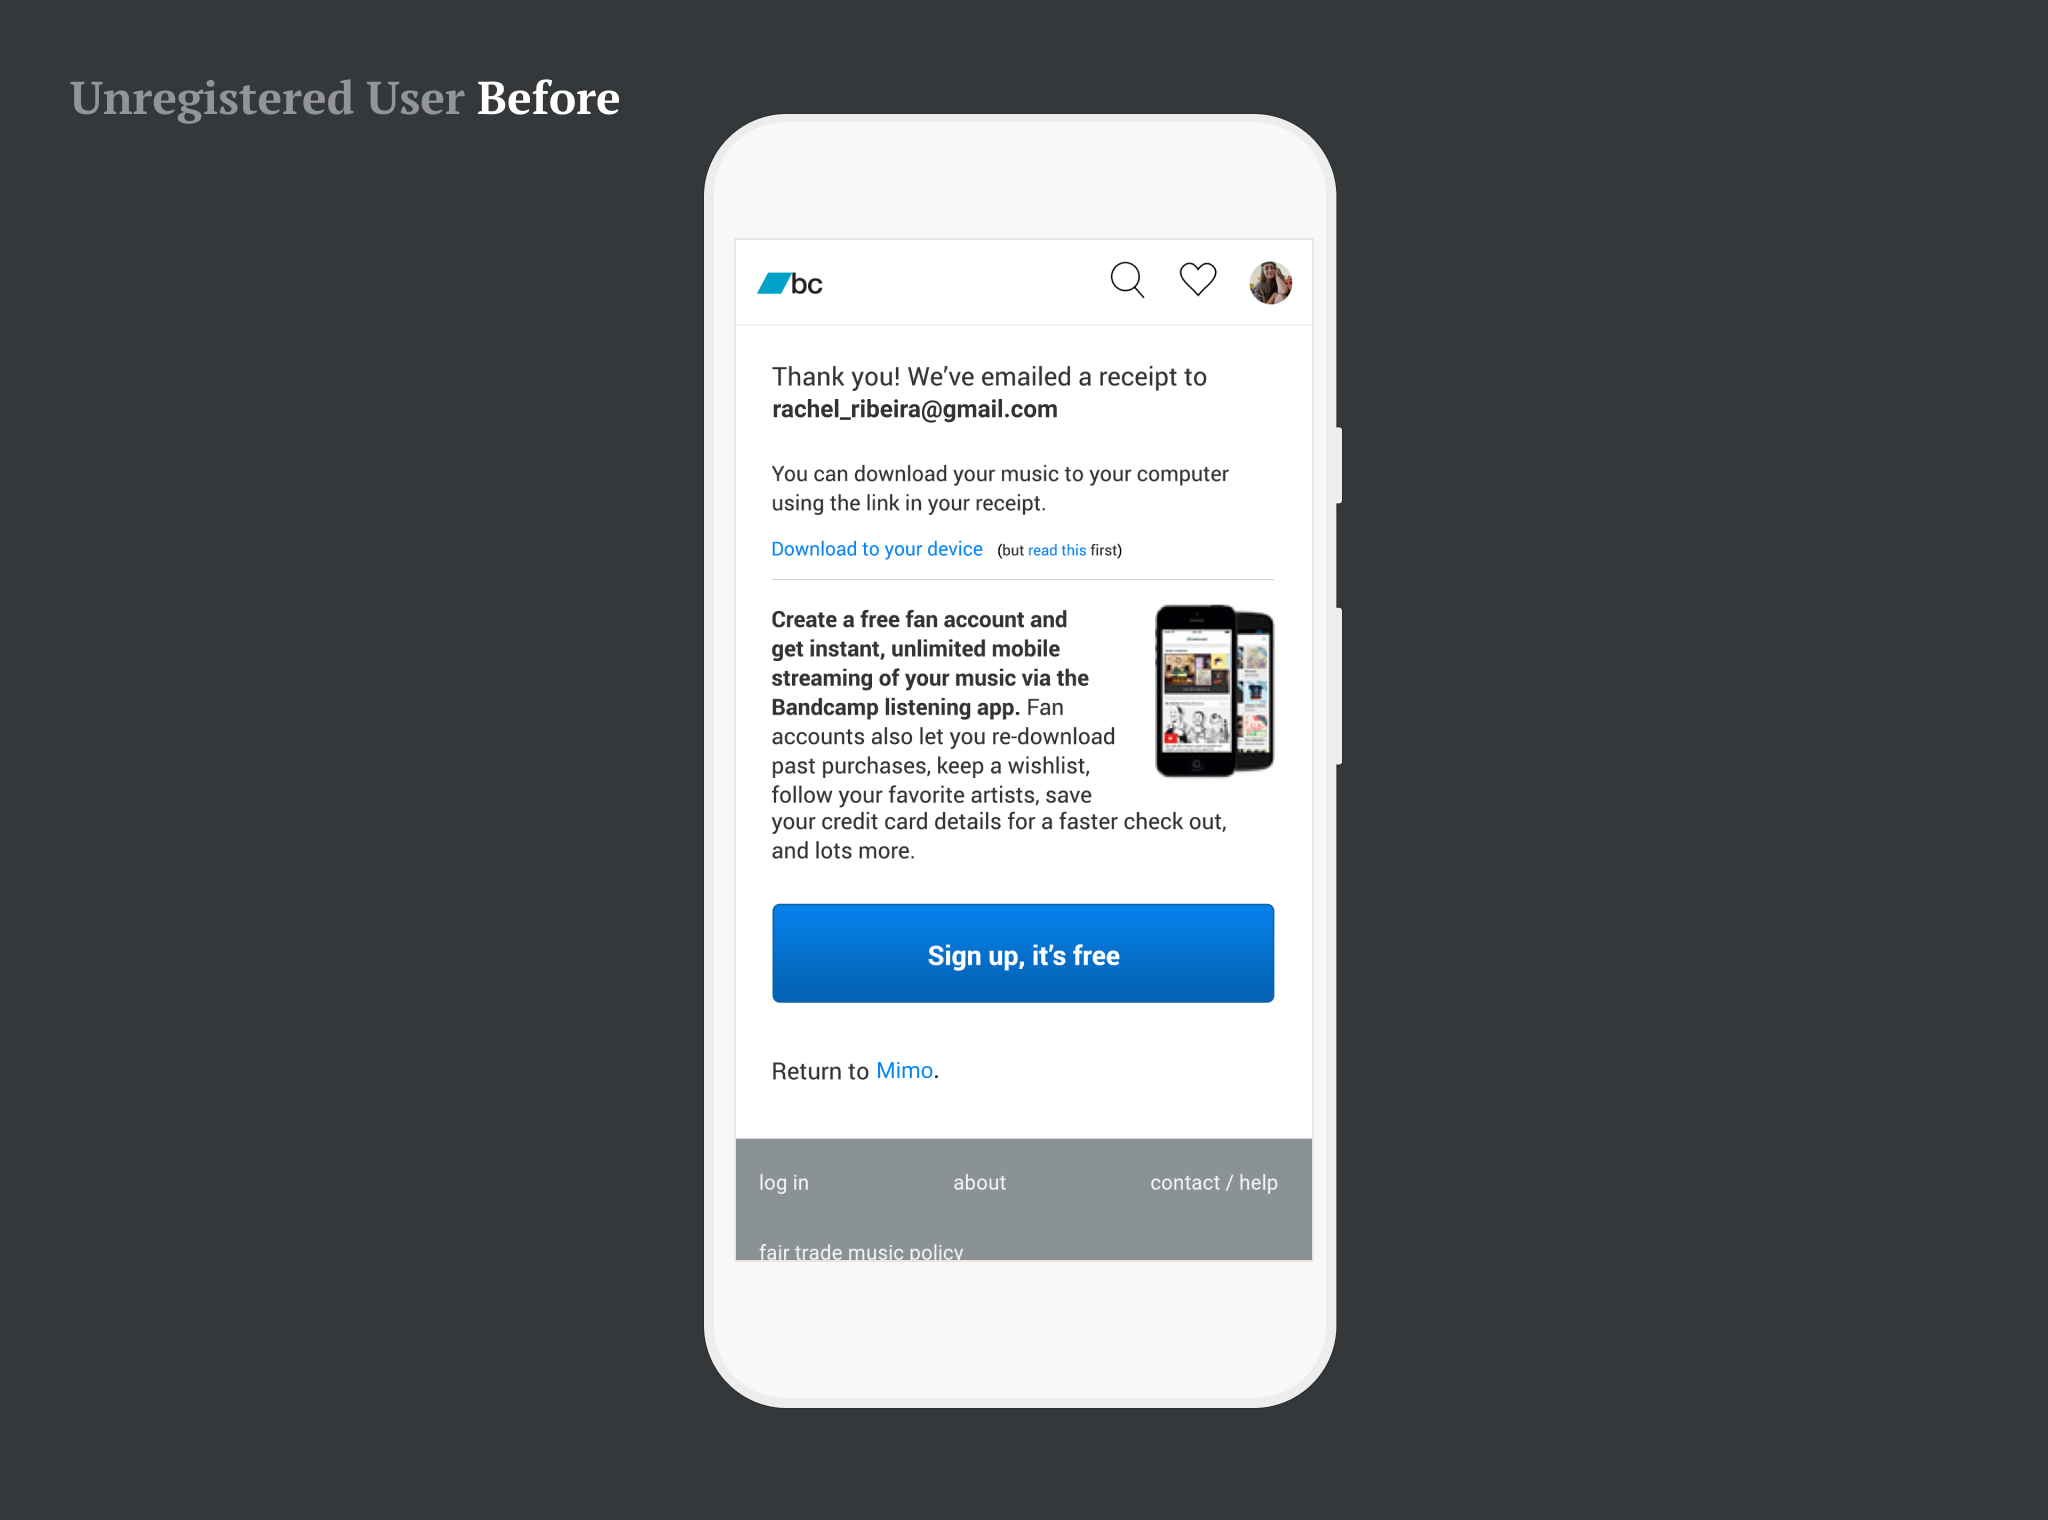 Unregistered User Before
bc
Thank you! We’ve emailed a receipt to
rachel_ribeira@gmail.com
You can download your music to your computer
using the link in your receipt.
Download to your device (but read this first)
Create a free fan account and
get instant, unlimited mobile
streaming of your music via the
Bandcamp listening app. Fan
accounts also let you re-download
past purchases, keep a wishlist,
follow your favorite artists, save
your credit card details for a faster check out,
and lots more.
Sign up, it’s free
Return to Mimo.
log in about contact / help
fair trade music policy